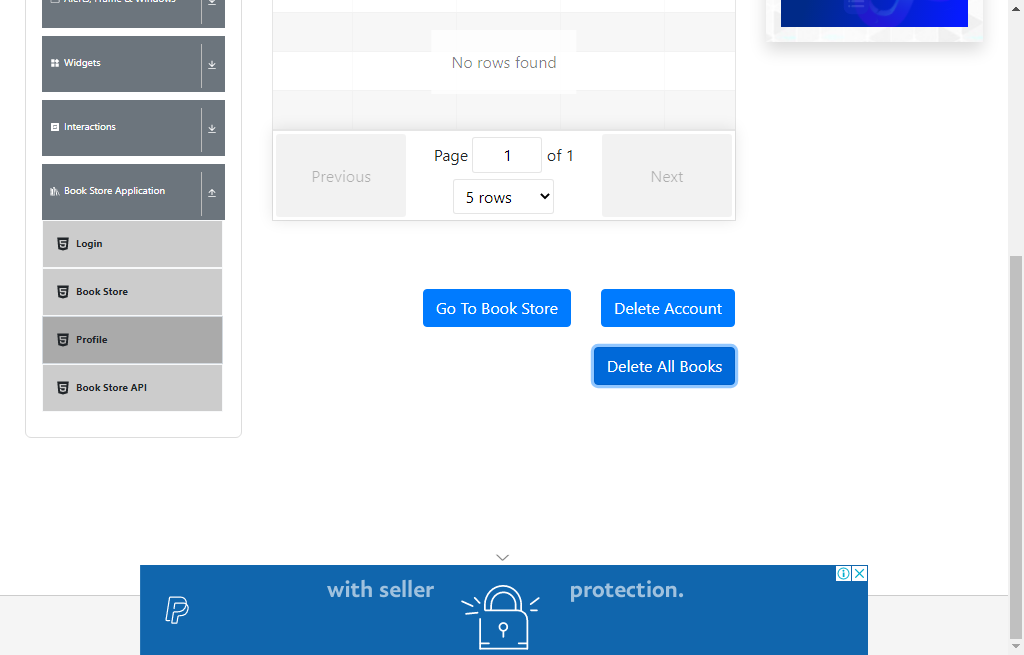 Alerts, Frame & Windows
Widgets
Interactions
Book Store Application
Login
Book Store
Profile
Book Store API
No rows found
Previous
Page 1 of 1
5 rows
Next
Go To Book Store
Delete Account
Delete All Books
with seller protection.